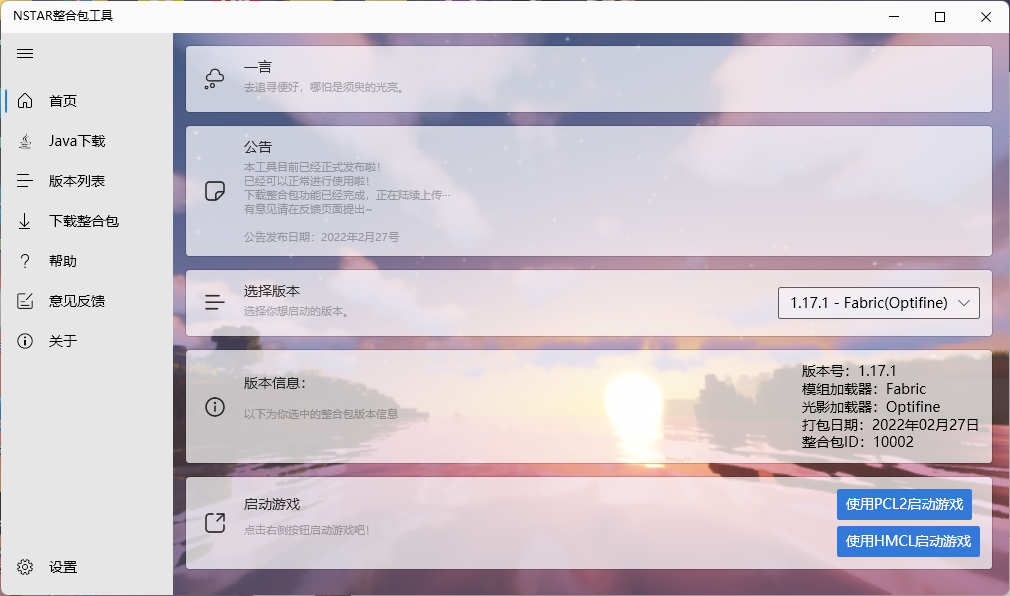 NSTAR整合包工具
首页
Java下载
版本列表
下载整合包
帮助
意见反馈
关于
设置
一言
去追寻便好，哪怕是须臾的光亮。
公告
本工具目前已经正式发布啦！
已经可以正常进行使用啦！
下载整合包功能已经完成，正在陆续上传…
有意见请在反馈页面提出~
公告发布日期：2022年2月27号
选择版本
选择你想启动的版本。
1.17.1 - Fabric(Optifine)
版本信息：
以下为你选中的整合包版本信息
版本号：1.17.1
模组加载器：Fabric
光影加载器：Optifine
打包日期：2022年02月27日
整合包ID：10002
启动游戏
点击右侧按钮启动游戏吧！
使用PCL2启动游戏
使用HMCL启动游戏